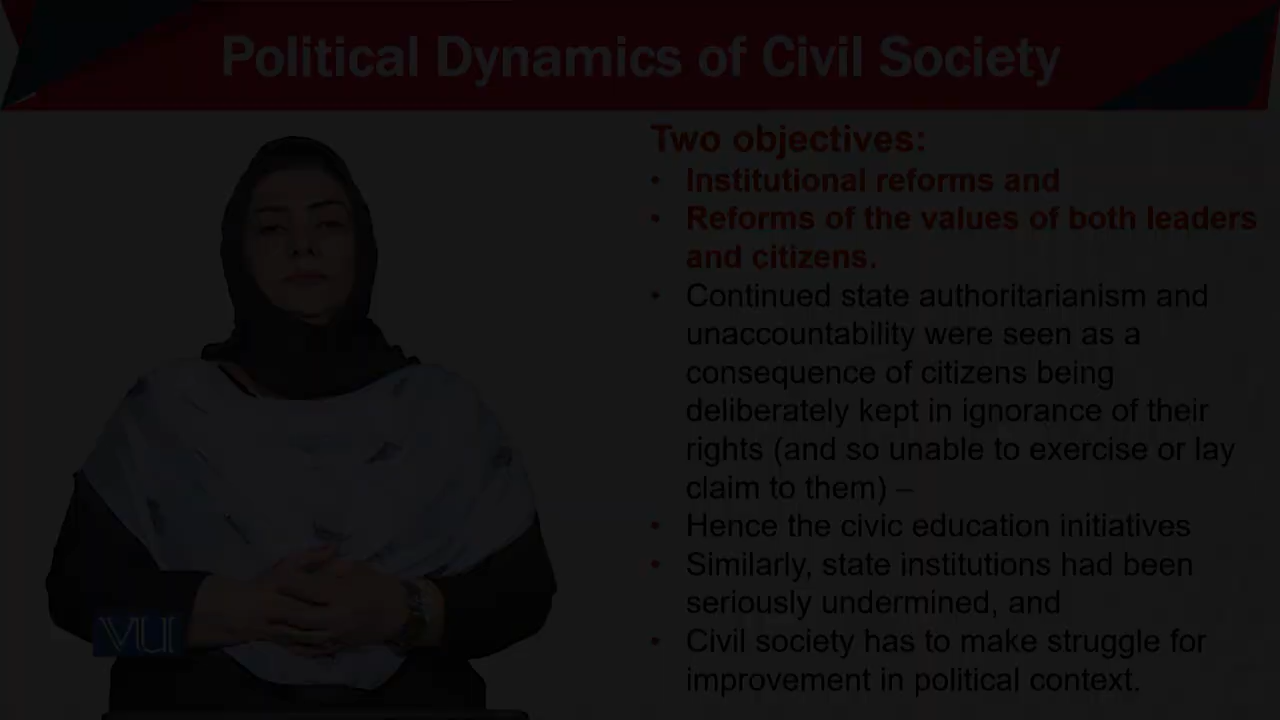 Political Dynamics of Civil Society
Two objectives:
• Institutional reforms and
• Reforms of the values of both leaders
and citizens.
• Continued state authoritarianism and
unaccountability were seen as a
consequence of citizens being
deliberately kept in ignorance of their
rights (and so unable to exercise or lay
claim to them) –
• Hence the civic education initiatives
• Similarly, state institutions had been
seriously undermined, and
• Civil society has to make struggle for
improvement in political context.
VU